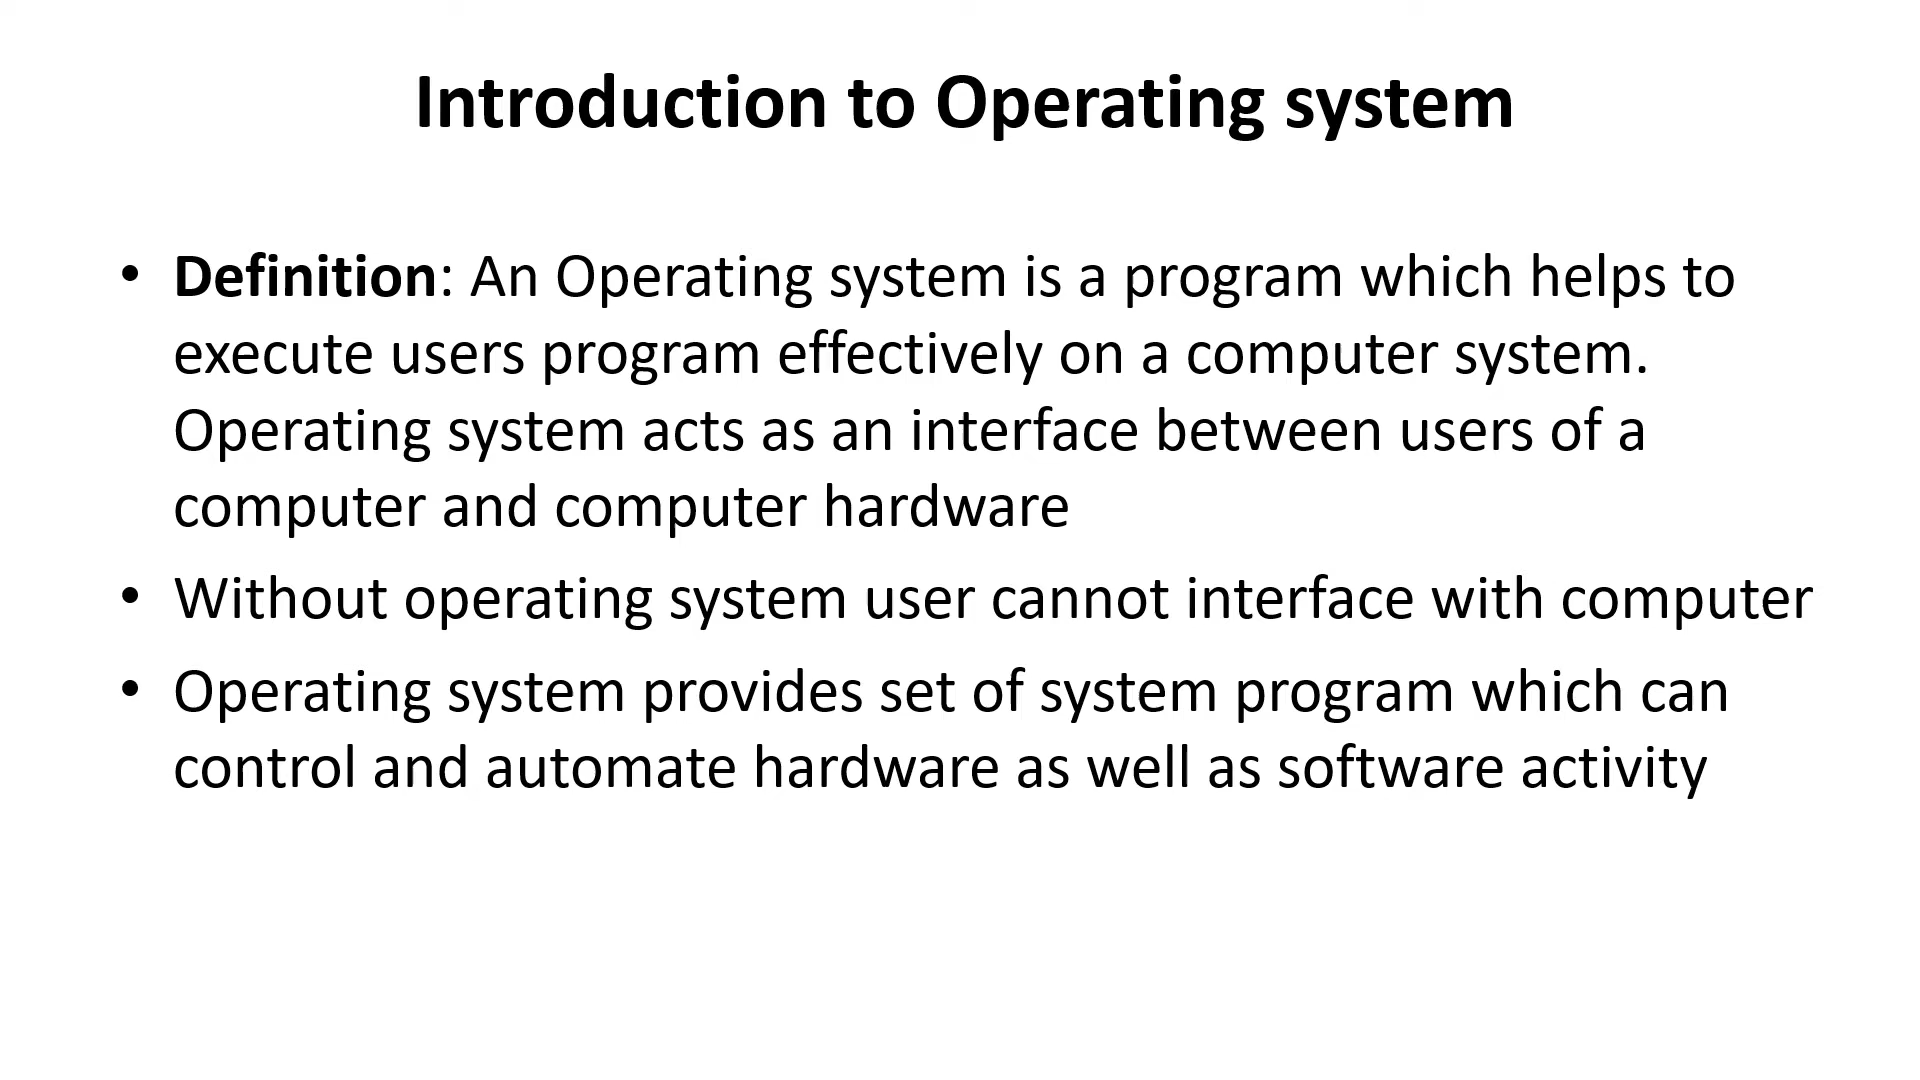 Introduction to Operating system
• Definition: An Operating system is a program which helps to
execute users program effectively on a computer system.
Operating system acts as an interface between users of a
computer and computer hardware
• Without operating system user cannot interface with computer
• Operating system provides set of system program which can
control and automate hardware as well as software activity